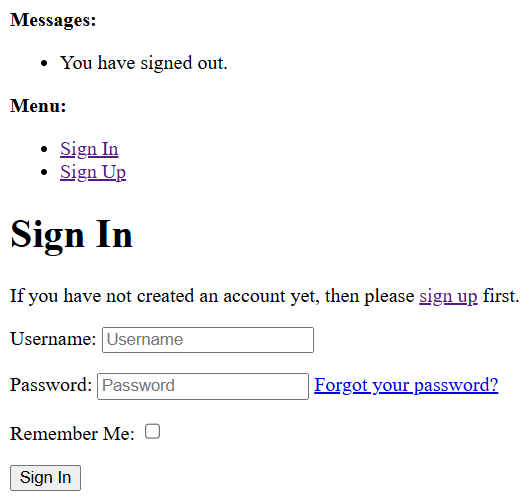 Messages:
You have signed out.
Menu:
Sign In
Sign Up
Sign In
If you have not created an account yet, then please sign up first.
Username: Username
Password: Password Forgot your password?
Remember Me:
Sign In